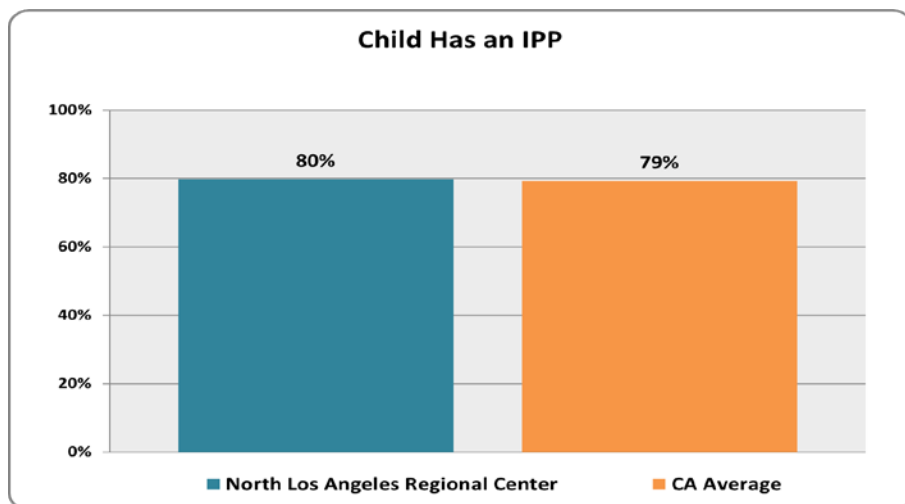 Child Has an IPP
100%
80%
60%
40%
20%
0%
80%
79%
North Los Angeles Regional Center
CA Average